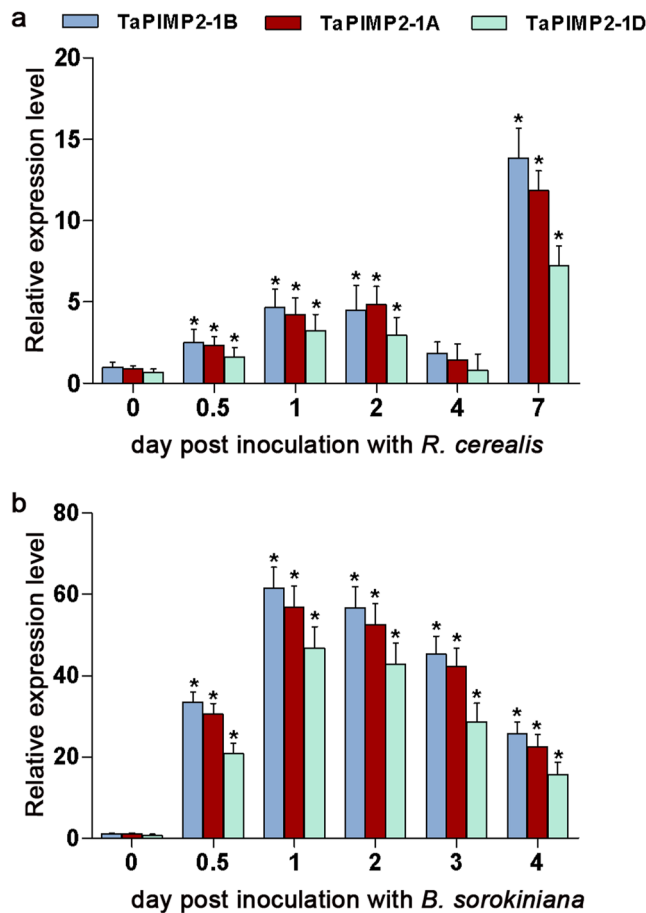 a
TaPIMP2-1B TaPIMP2-1A TaPIMP2-1D
Relative expression level
20
15
10
5
0
* * * * * * * * * * * *
0 0.5 1 2 4 7
day post inoculation with R. cerealis
b
Relative expression level
80
60
40
20
0
* * * * * * * * * * * * * * *
0 0.5 1 2 3 4
day post inoculation with B. sorokiniana